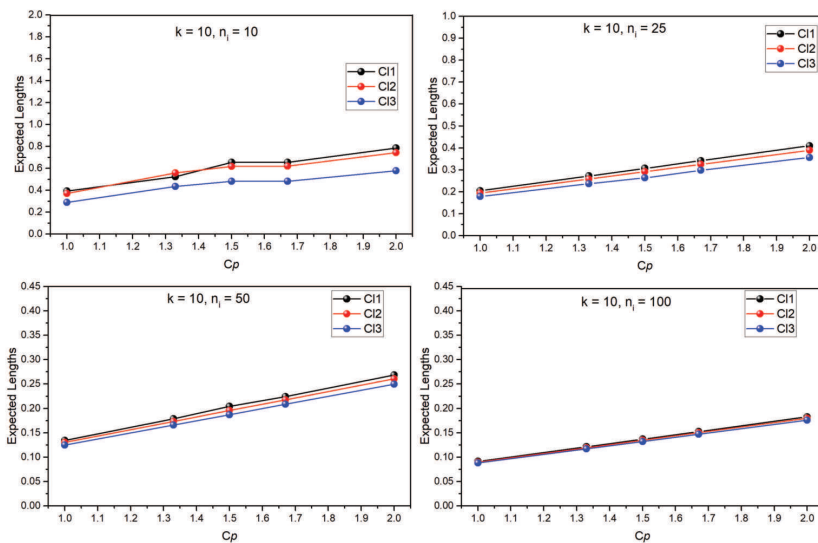 k = 10, nᵢ = 10
CI1
CI2
CI3
Expected Lengths
2.0
1.8
1.6
1.4
1.2
1.0
0.8
0.6
0.4
0.2
0.0
1.0 1.1 1.2 1.3 1.4 1.5 1.6 1.7 1.8 1.9 2.0
Cp
k = 10, nᵢ = 25
CI1
CI2
CI3
Expected Lengths
1.0
0.9
0.8
0.7
0.6
0.5
0.4
0.3
0.2
0.1
0.0
1.0 1.1 1.2 1.3 1.4 1.5 1.6 1.7 1.8 1.9 2.0
Cp
k = 10, nᵢ = 50
CI1
CI2
CI3
Expected Lengths
0.45
0.40
0.35
0.30
0.25
0.20
0.15
0.10
0.05
0.00
1.0 1.1 1.2 1.3 1.4 1.5 1.6 1.7 1.8 1.9 2.0
Cp
k = 10, nᵢ = 100
CI1
CI2
CI3
Expected Lengths
0.45
0.40
0.35
0.30
0.25
0.20
0.15
0.10
0.05
0.00
1.0 1.1 1.2 1.3 1.4 1.5 1.6 1.7 1.8 1.9 2.0
Cp